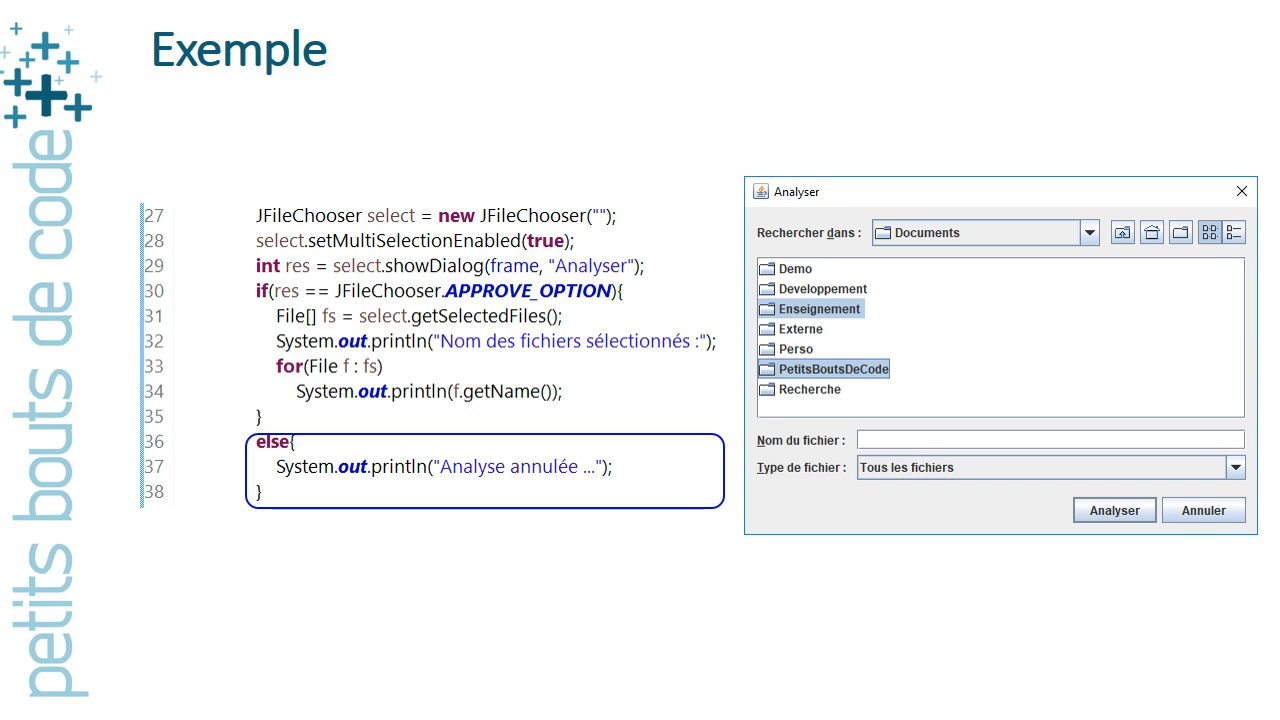 Exemple
petits bouts de code
27 JFileChooser select = new JFileChooser("");
28 select.setMultiSelectionEnabled(true);
29 int res = select.showDialog(frame, "Analyser");
30 if(res == JFileChooser.APPROVE_OPTION){
31 File[] fs = select.getSelectedFiles();
32 System.out.println("Nom des fichiers sélectionnés :");
33 for(File f : fs)
34 System.out.println(f.getName());
35 }
36 else{
37 System.out.println("Analyse annulée ...");
38 }
Analyser
Rechercher dans : Documents
Demo
Developpement
Enseignement
Externe
Perso
PetitsBoutsDeCode
Recherche
Nom du fichier :
Type de fichier : Tous les fichiers
Analyser Annuler